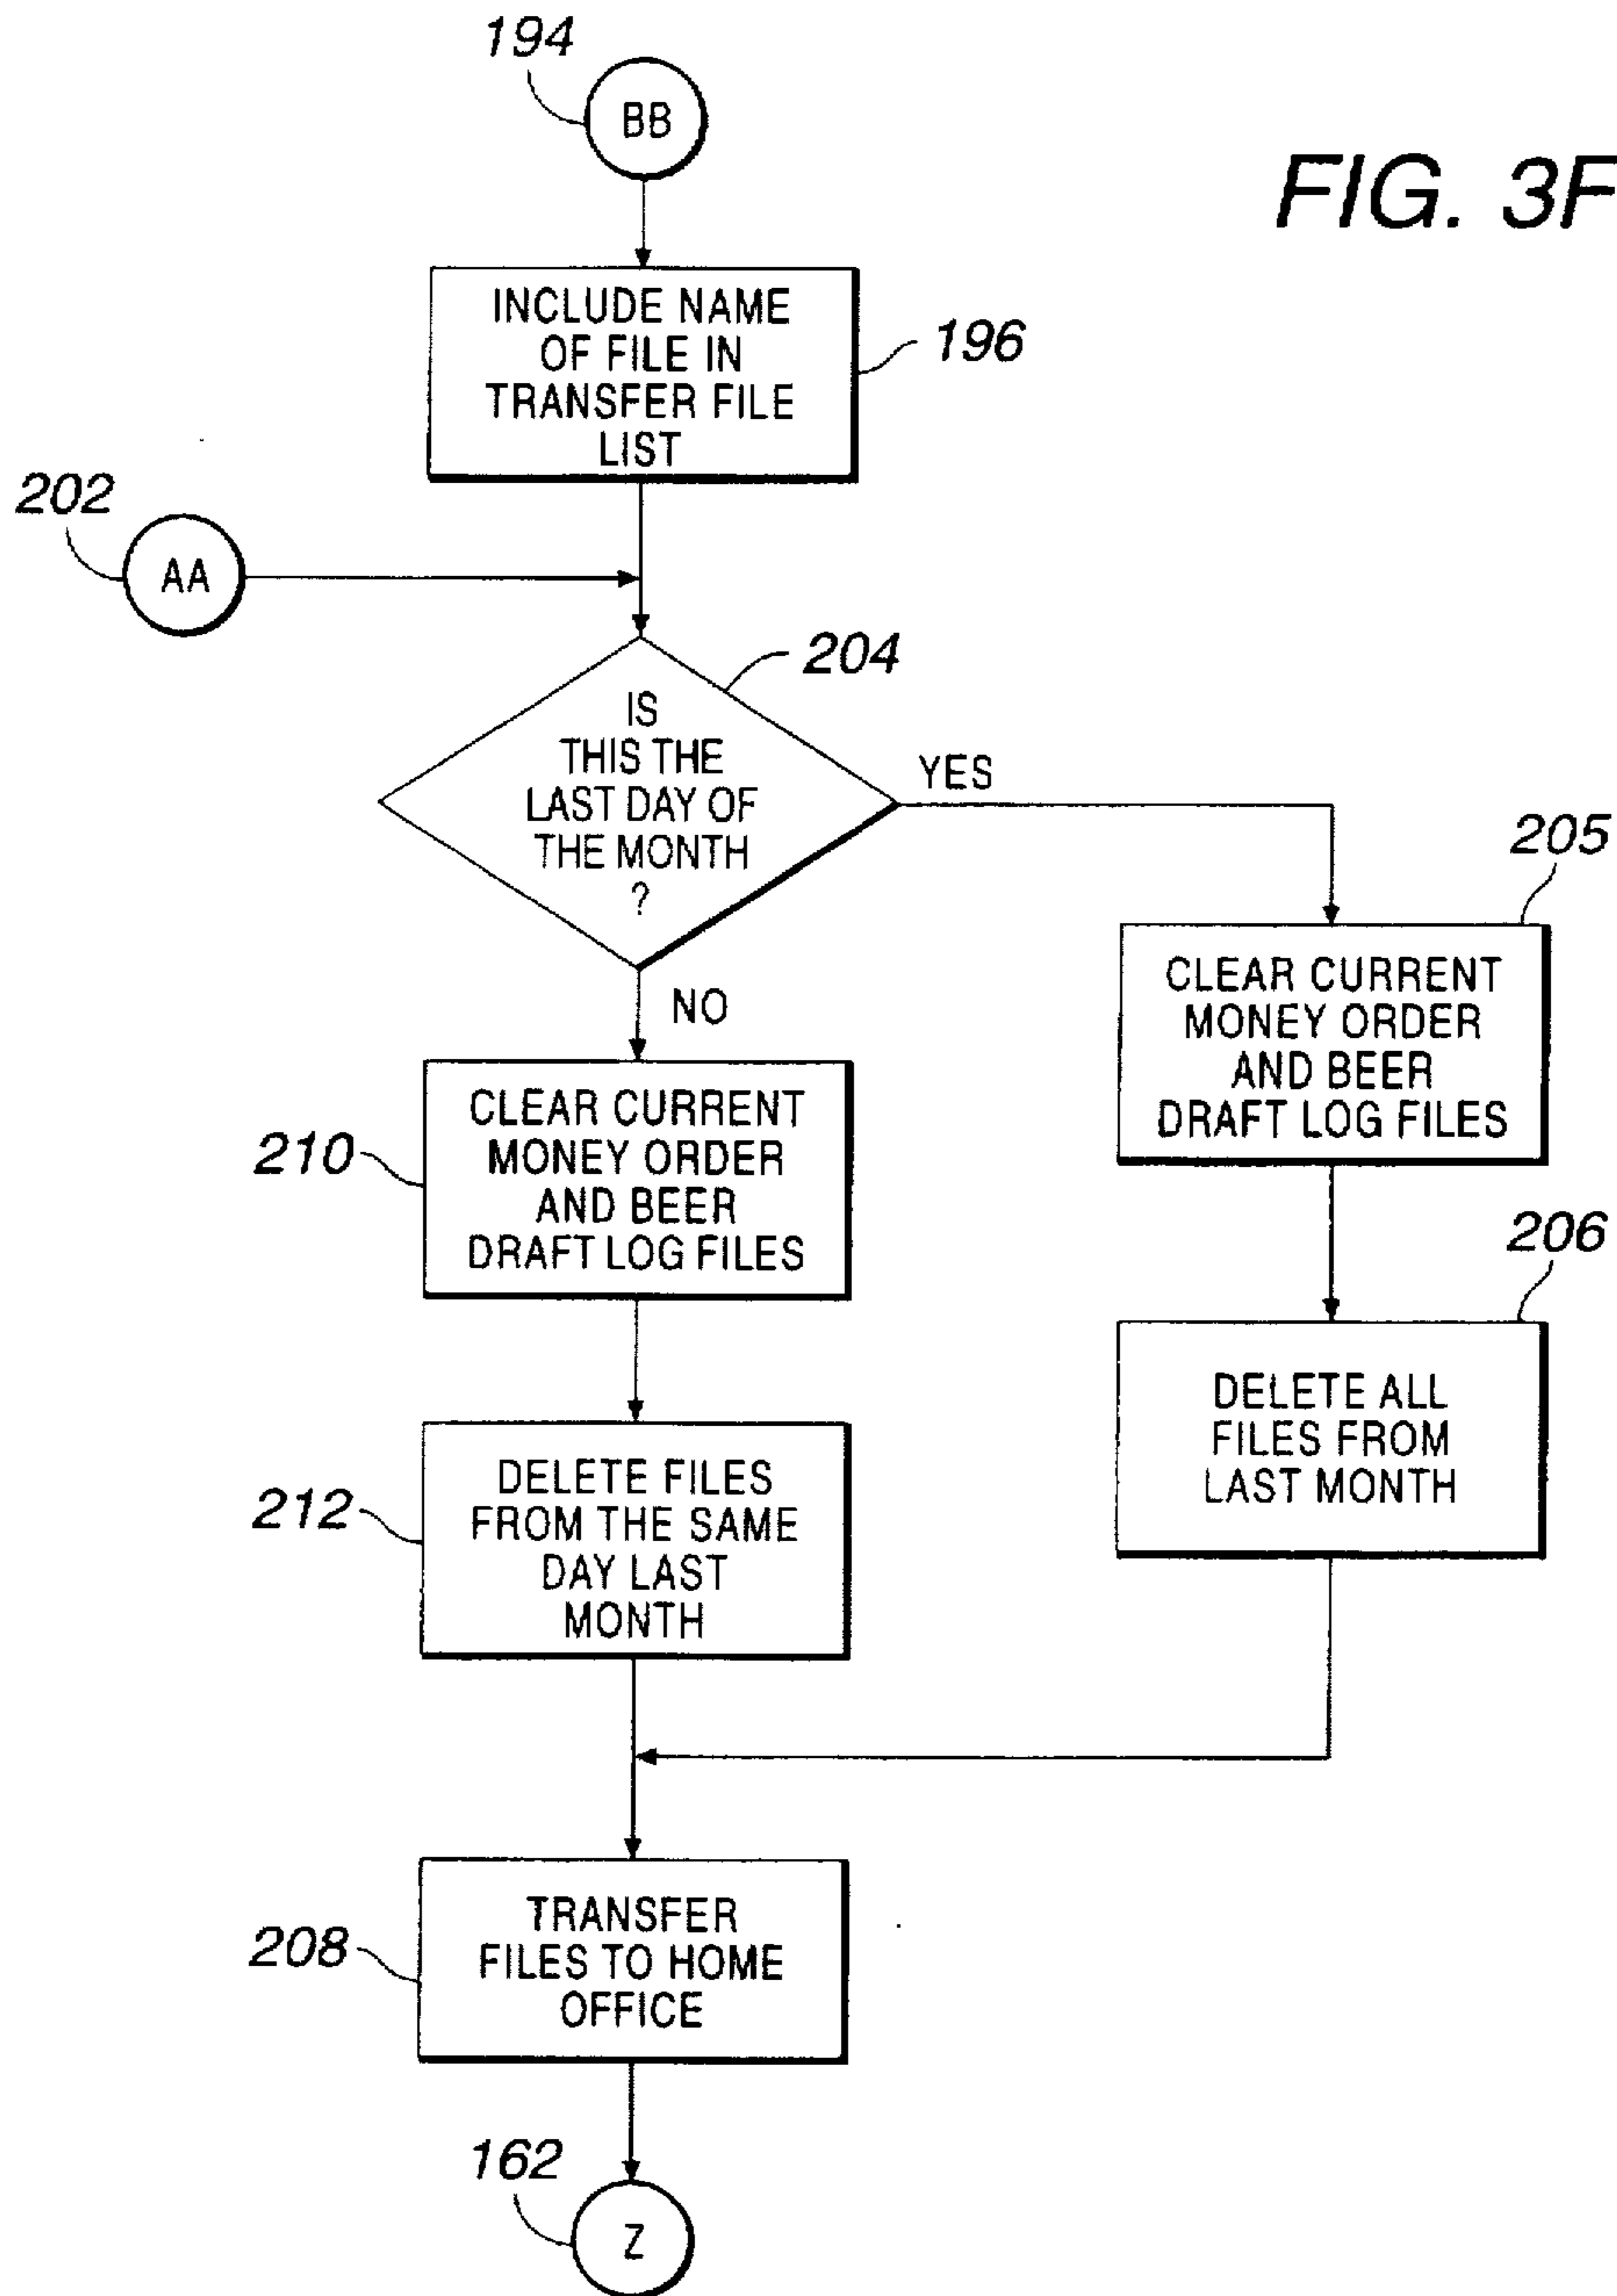 194
BB
FIG. 3F
INCLUDE NAME
OF FILE IN
TRANSFER FILE
LIST
196
202
AA
204
IS
THIS THE
LAST DAY OF
THE MONTH
?
YES
NO
205
CLEAR CURRENT
MONEY ORDER
AND BEER
DRAFT LOG FILES
210
CLEAR CURRENT
MONEY ORDER
AND BEER
DRAFT LOG FILES
206
DELETE ALL
FILES FROM
LAST MONTH
212
DELETE FILES
FROM THE SAME
DAY LAST
MONTH
208
TRANSFER
FILES TO HOME
OFFICE
162
Z